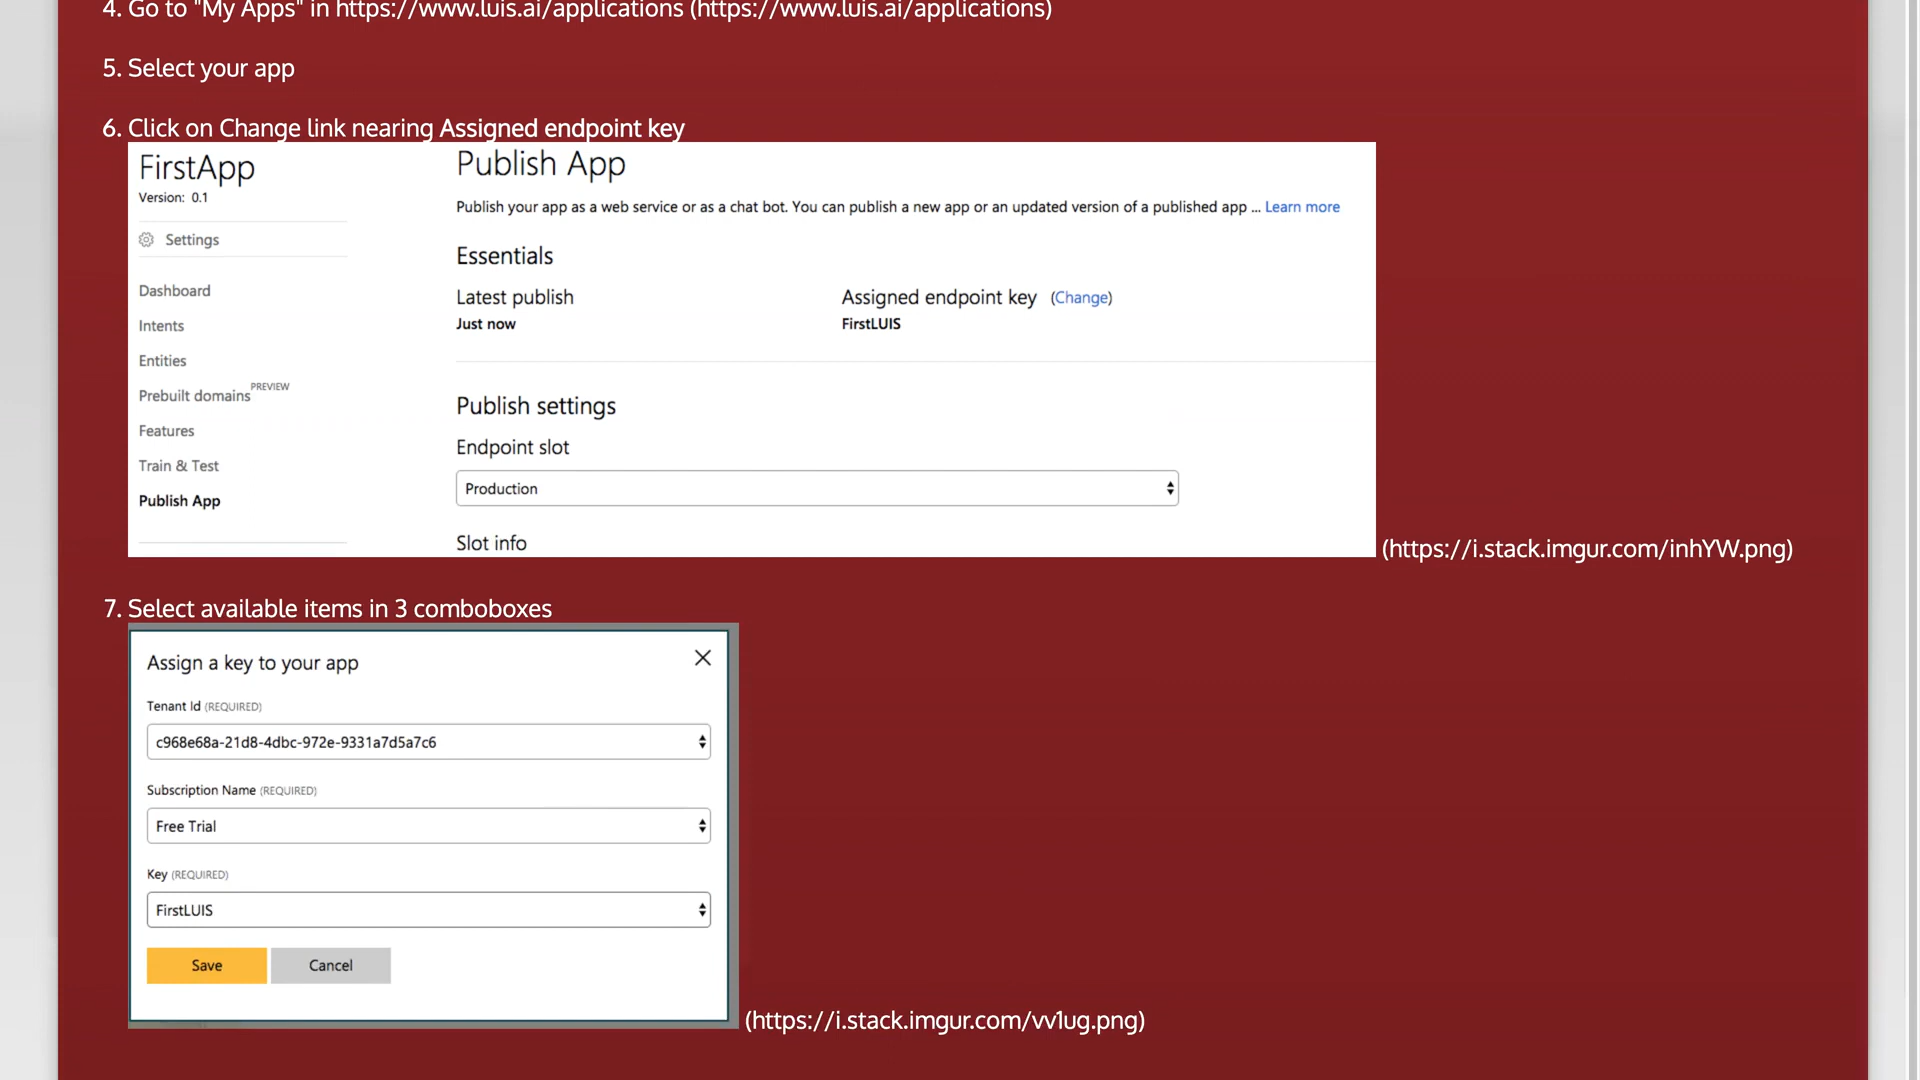 4. Go to "My Apps" in https://www.luis.ai/applications (https://www.luis.ai/applications)
5. Select your app
6. Click on Change link nearing Assigned endpoint key
FirstApp
Version: 0.1
Settings
Dashboard
Intents
Entities
Prebuilt domains PREVIEW
Features
Train & Test
Publish App
Publish App
Publish your app as a web service or as a chat bot. You can publish a new app or an updated version of a published app ... Learn more
Essentials
Latest publish
Just now
Assigned endpoint key (Change)
FirstLUIS
Publish settings
Endpoint slot
Production
Slot info
(https://i.stack.imgur.com/inhYW.png)
7. Select available items in 3 comboboxes
Assign a key to your app
Tenant Id (REQUIRED)
c968e68a-21d8-4dbc-972e-9331a7d5a7c6
Subscription Name (REQUIRED)
Free Trial
Key (REQUIRED)
FirstLUIS
Save Cancel
(https://i.stack.imgur.com/vv1ug.png)